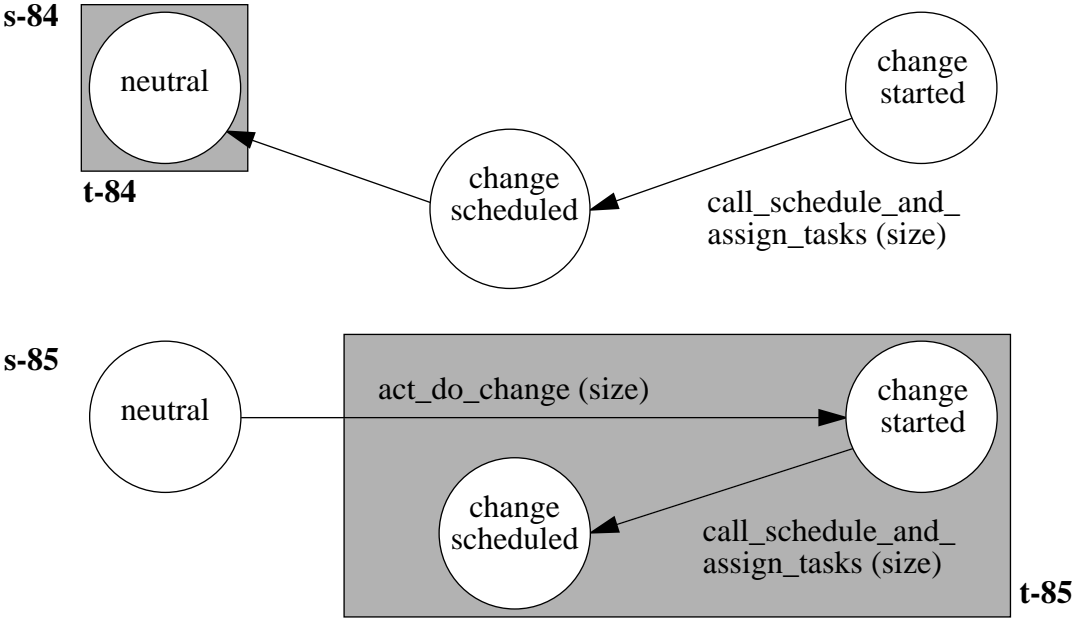 s-84
neutral
t-84
change
scheduled
change
started
call_schedule_and_
assign_tasks (size)
s-85
neutral
act_do_change (size)
change
started
change
scheduled
call_schedule_and_
assign_tasks (size)
t-85